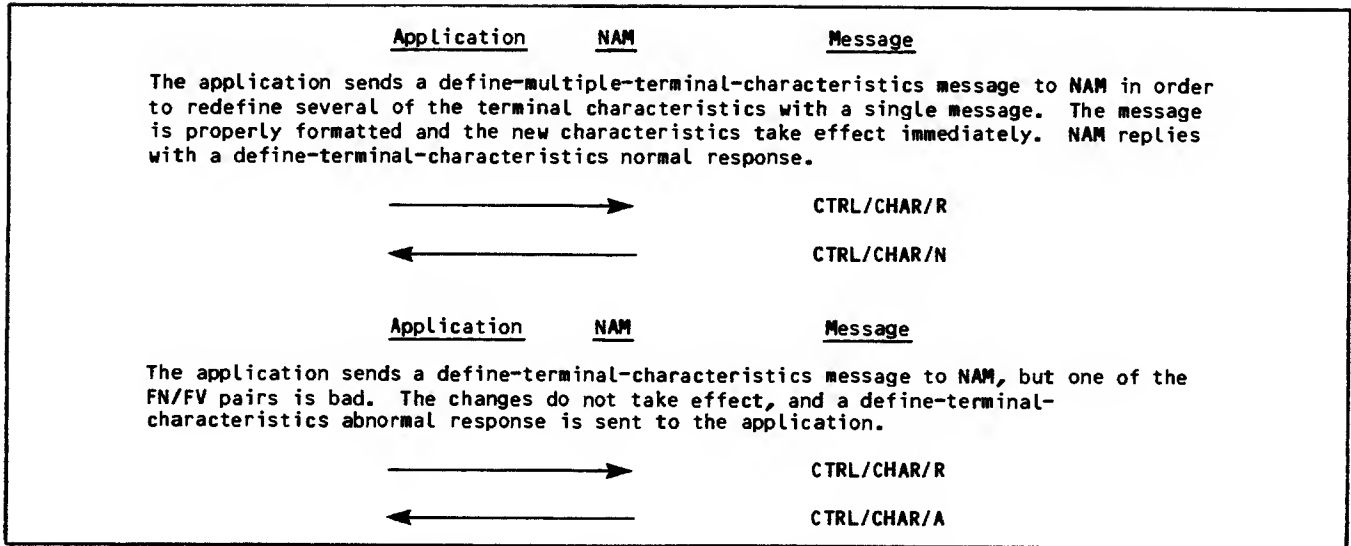 Application NAM Message
The application sends a define-multiple-terminal-characteristics message to NAM in order
to redefine several of the terminal characteristics with a single message. The message
is properly formatted and the new characteristics take effect immediately. NAM replies
with a define-terminal-characteristics normal response.
CTRL/CHAR/R
CTRL/CHAR/N
Application NAM Message
The application sends a define-terminal-characteristics message to NAM, but one of the
FN/FV pairs is bad. The changes do not take effect, and a define-terminal-
characteristics abnormal response is sent to the application.
CTRL/CHAR/R
CTRL/CHAR/A